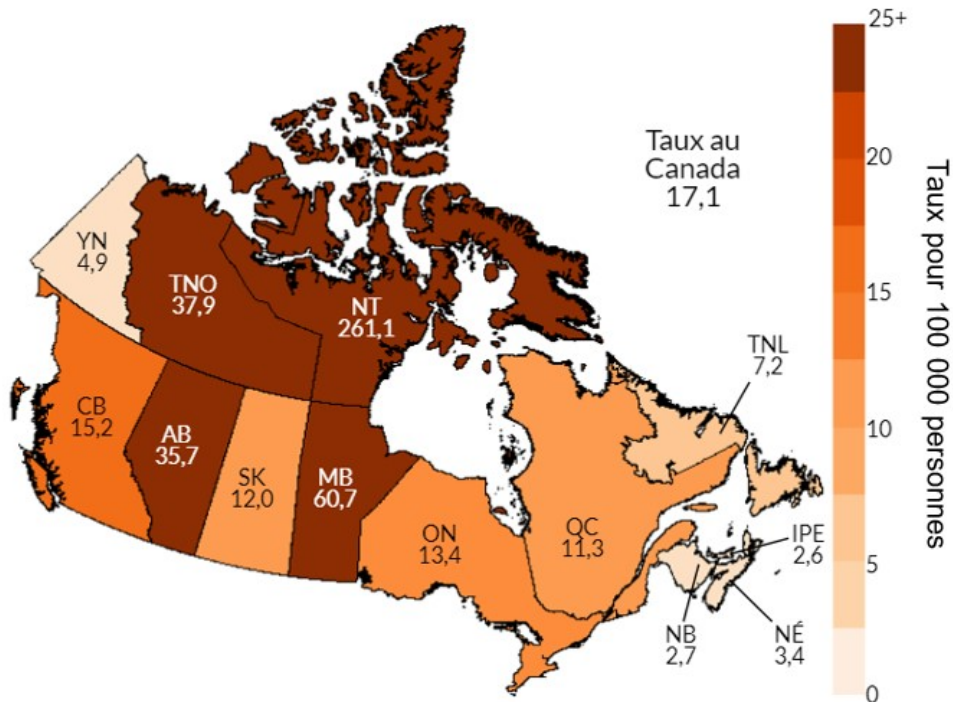 Taux au
Canada
17,1
YN
4,9
TNO
37,9
NT
261,1
TNL
7,2
CB
15,2
AB
35,7
SK
12,0
MB
60,7
ON
13,4
QC
11,3
IPE
2,6
NB
2,7
NÉ
3,4
25+
20
15
10
5
0
Taux pour 100 000 personnes